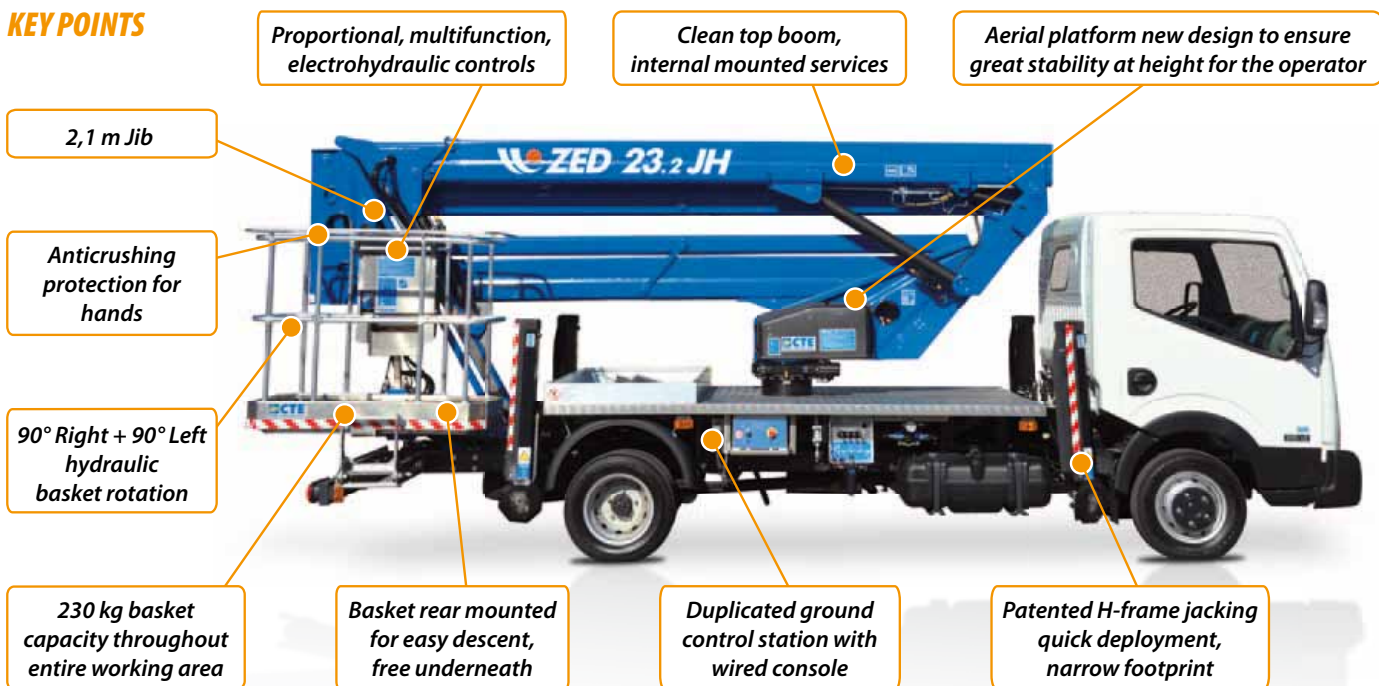 KEY POINTS
Proportional, multifunction,
electrohydraulic controls
Clean top boom,
internal mounted services
Aerial platform new design to ensure
great stability at height for the operator
2,1 m Jib
ZED 23.2 JH
Anticrushing
protection for
hands
CTE
CTE
90° Right + 90° Left
hydraulic
basket rotation
230 kg basket
capacity throughout
entire working area
Basket rear mounted
for easy descent,
free underneath
Duplicated ground
control station with
wired console
Patented H-frame jacking
quick deployment,
narrow footprint